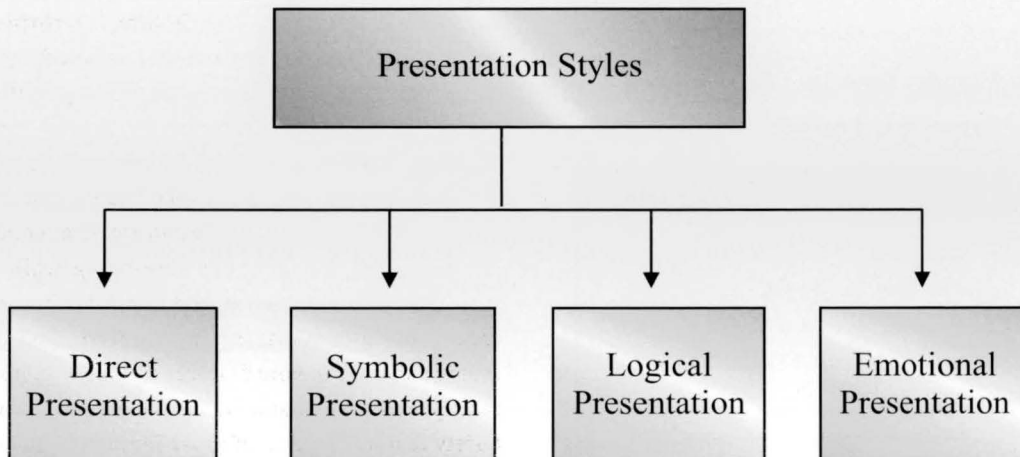 Presentation Styles
Direct
Presentation
Symbolic
Presentation
Logical
Presentation
Emotional
Presentation